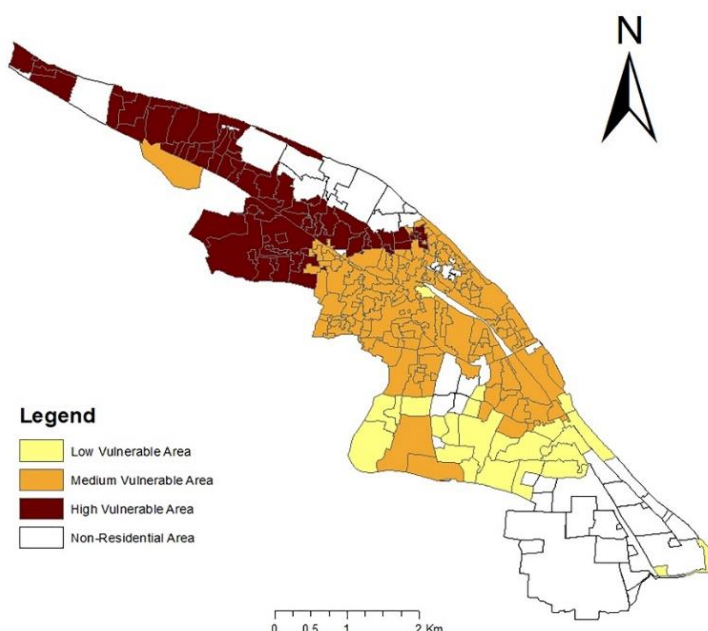 N
Legend
Low Vulnerable Area
Medium Vulnerable Area
High Vulnerable Area
Non-Residential Area
0 0.5 1 2 Km